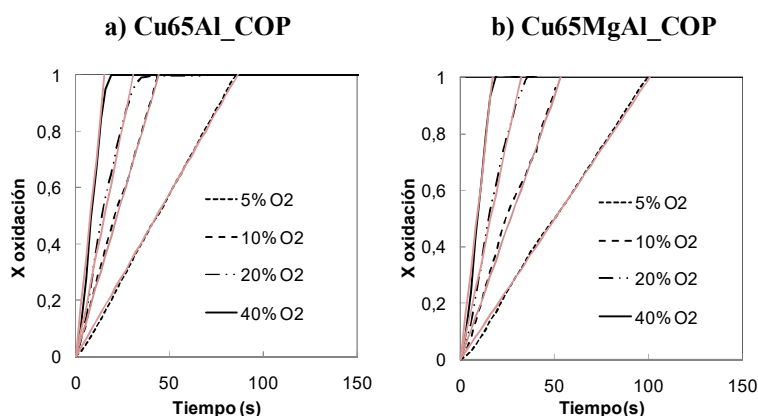 a) Cu65Al_COP
b) Cu65MgAl_COP
X oxidación
1
0,8
0,6
0,4
0,2
0
0
50
100
150
Tiempo (s)
5% O2
10% O2
20% O2
40% O2
X oxidación
1
0,8
0,6
0,4
0,2
0
0
50
100
150
Tiempo (s)
5% O2
10% O2
20% O2
40% O2